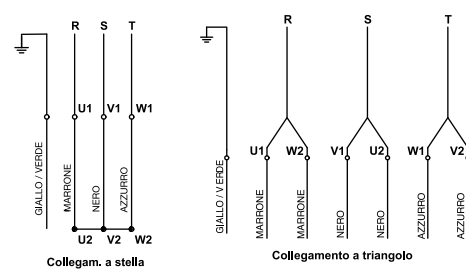 R S T
U1 V1 W1
GIALLO / VERDE
MARRONE
NERO
AZZURRO
U2 V2 W2
Collegam. a stella
R S T
U1 W2 V1 U2 W1 V2
GIALLO / VERDE
MARRONE
MARRONE
NERO
NERO
AZZURRO
AZZURRO
Collegamento a triangolo